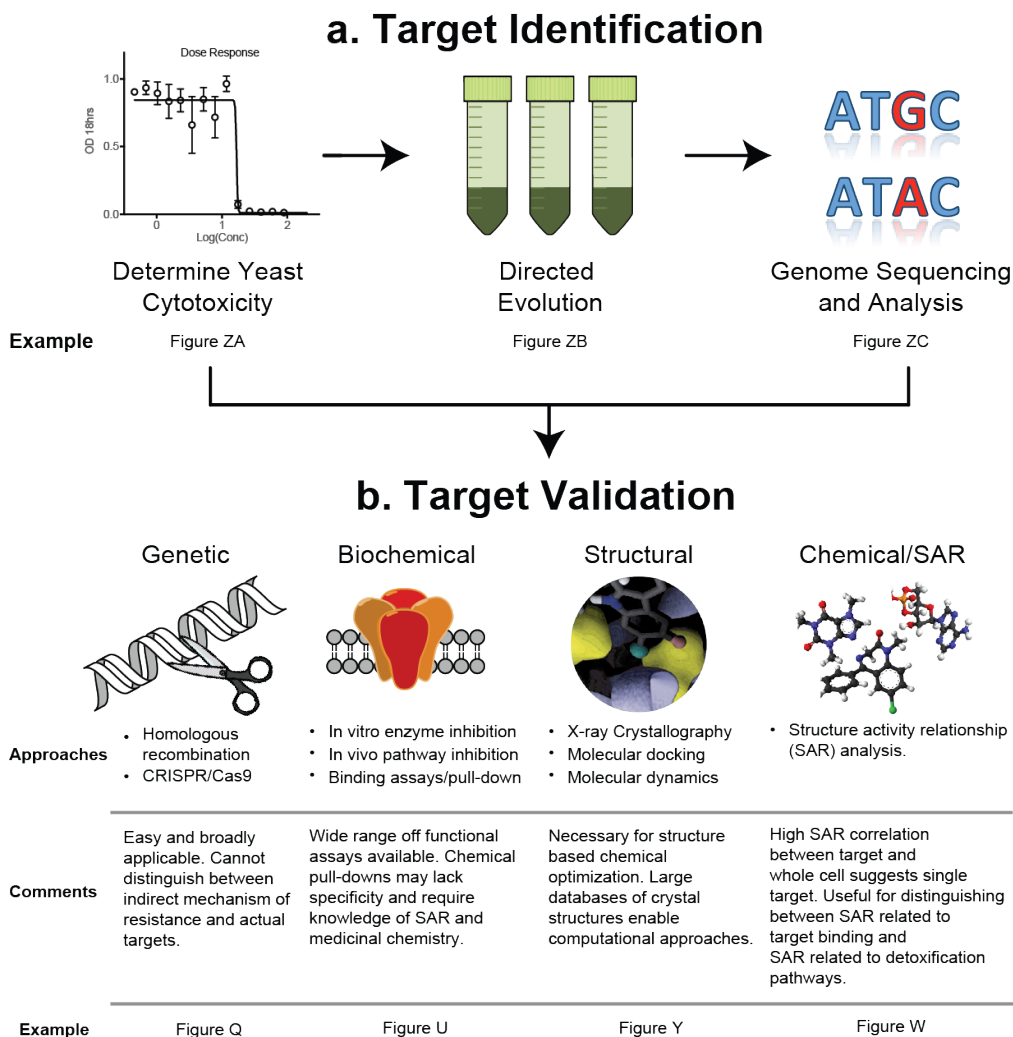 a. Target Identification
Dose Response
1.0
0.5
0.0
OD 18hrs
0
1
2
Log(Conc)
ATGC
ATAC
Determine Yeast
Cytotoxicity
Directed
Evolution
Genome Sequencing
and Analysis
Example
Figure ZA
Figure ZB
Figure ZC
b. Target Validation
Genetic
Biochemical
Structural
Chemical/SAR
Approaches
• Homologous
recombination
• CRISPR/Cas9
• In vitro enzyme inhibition
• In vivo pathway inhibition
• Binding assays/pull-down
• X-ray Crystallography
• Molecular docking
• Molecular dynamics
• Structure activity relationship
(SAR) analysis.
Comments
Easy and broadly
applicable. Cannot
distinguish between
indirect mechanism of
resistance and actual
targets.
Wide range off functional
assays available. Chemical
pull-downs may lack
specificity and require
knowledge of SAR and
medicinal chemistry.
Necessary for structure
based chemical
optimization. Large
databases of crystal
structures enable
computational approaches.
High SAR correlation
between target and
whole cell suggests single
target. Useful for distinguishing
between SAR related to
target binding and
SAR related to detoxification
pathways.
Example
Figure Q
Figure U
Figure Y
Figure W